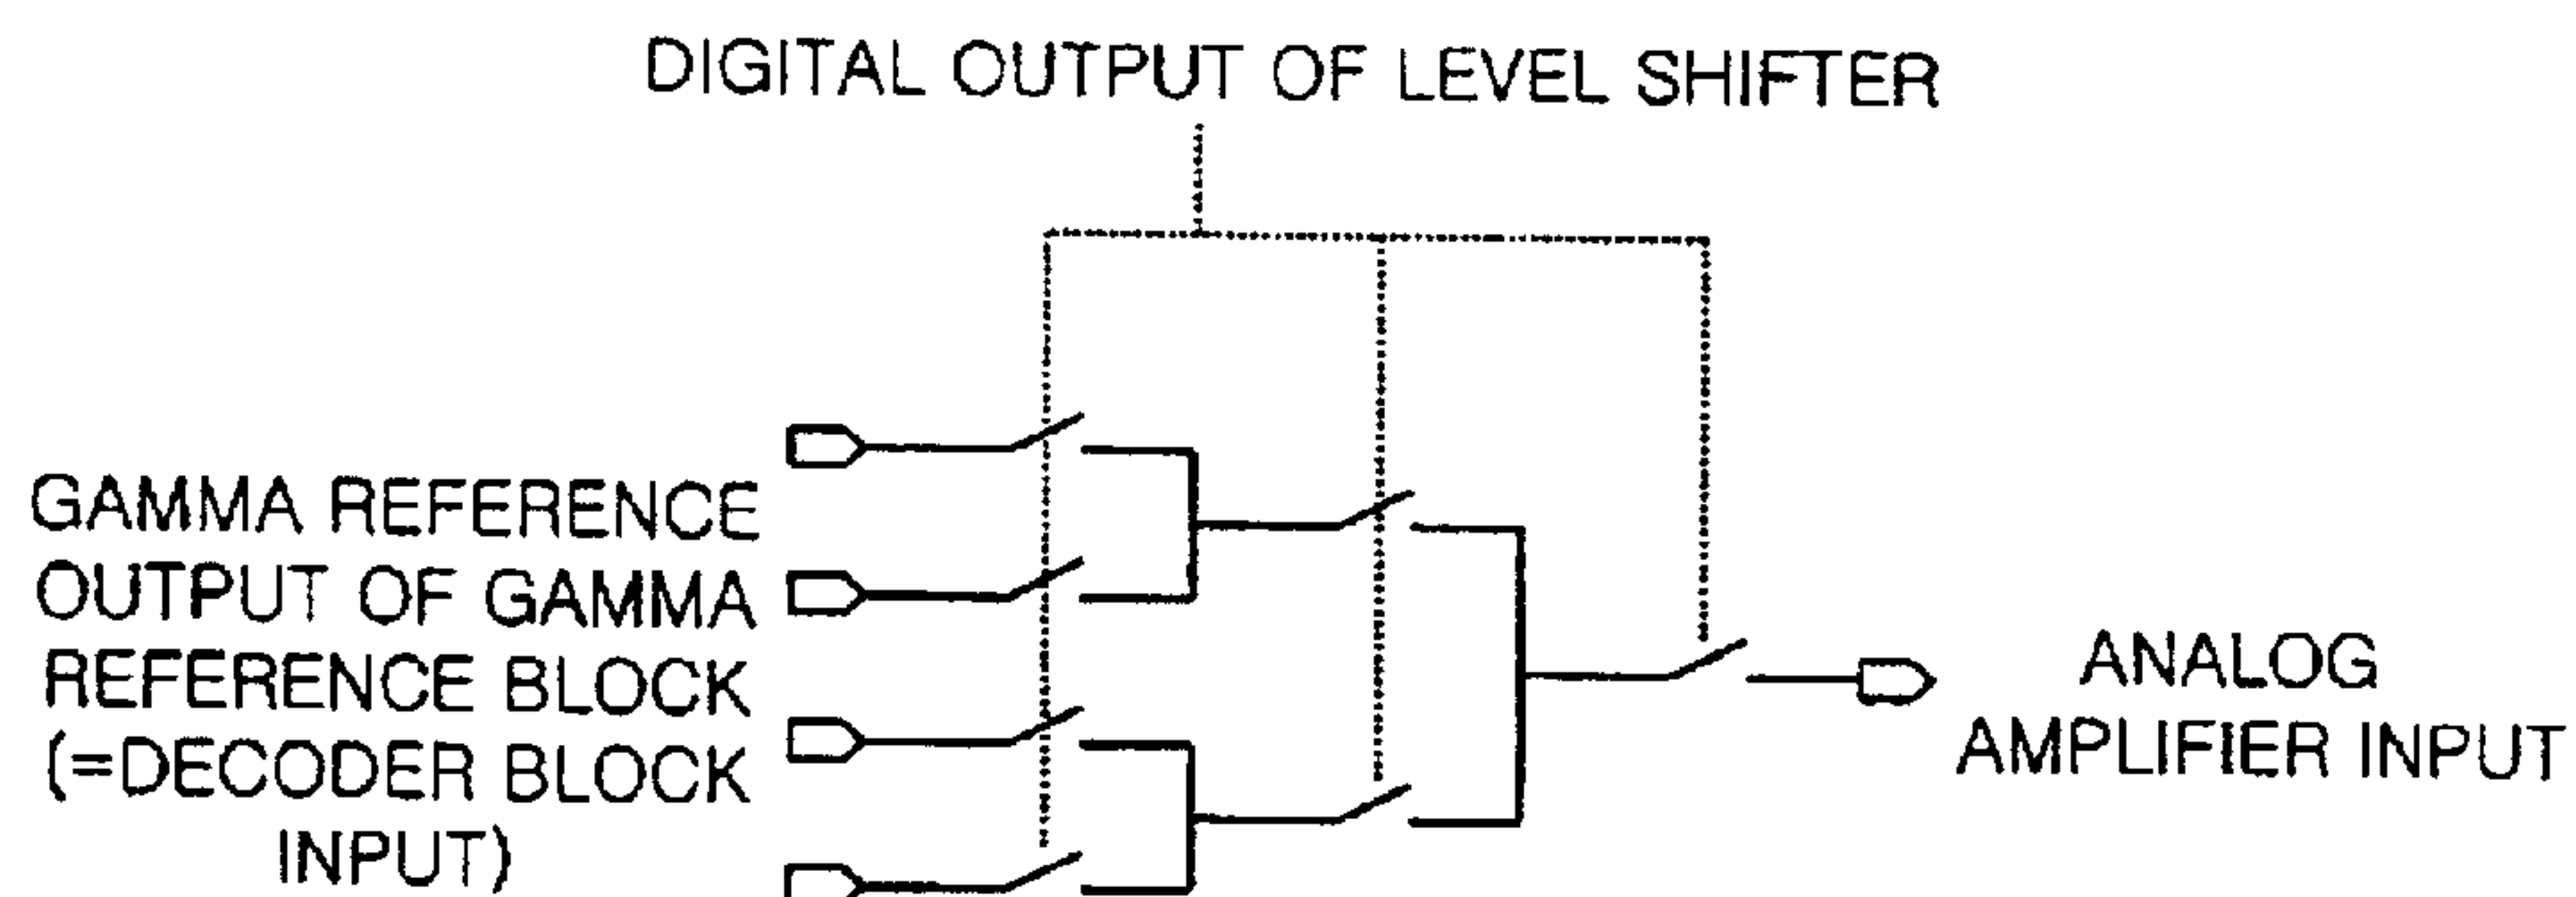 DIGITAL OUTPUT OF LEVEL SHIFTER
GAMMA REFERENCE
OUTPUT OF GAMMA
REFERENCE BLOCK
(=DECODER BLOCK
INPUT)
ANALOG
AMPLIFIER INPUT